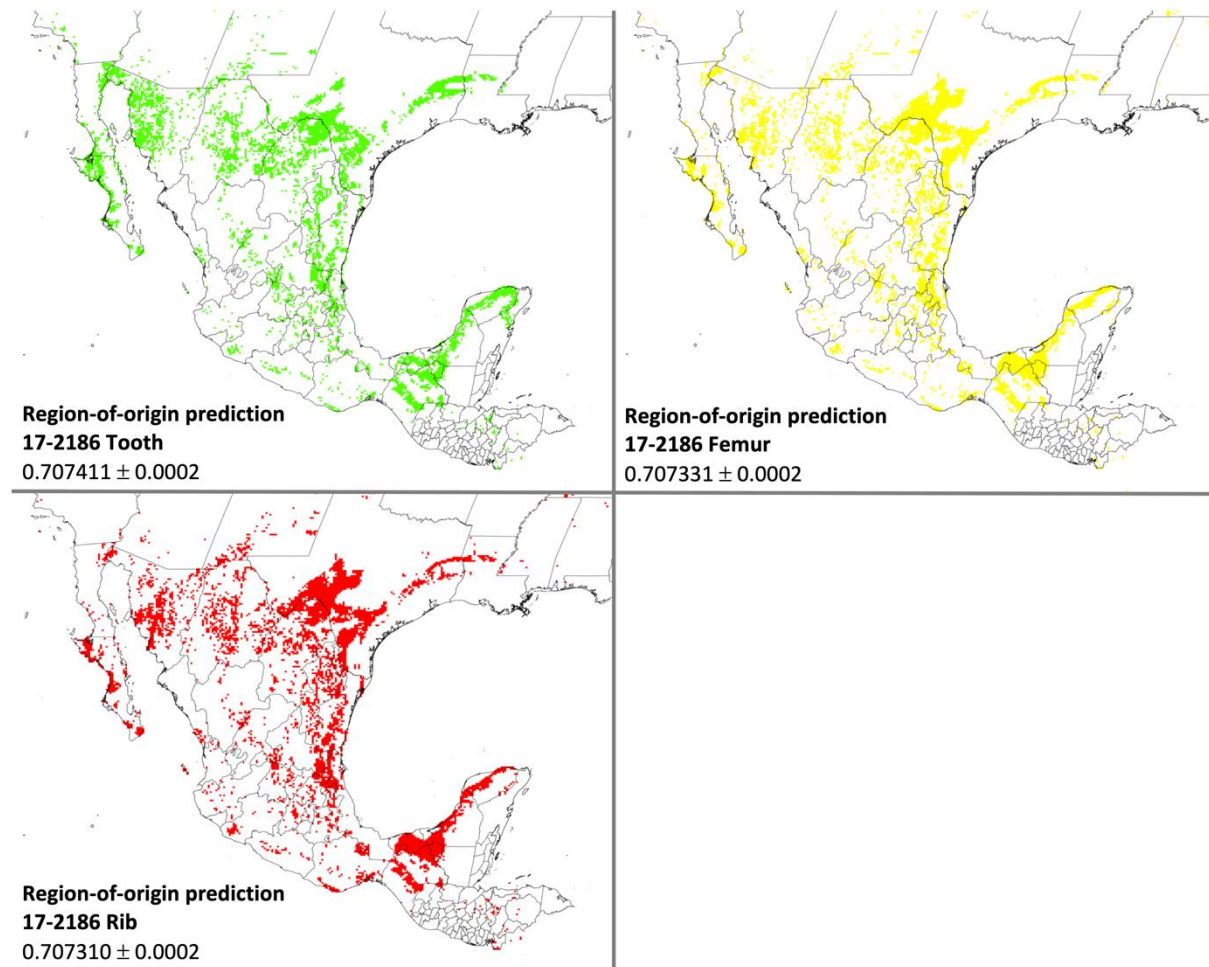 Region-of-origin prediction
17-2186 Tooth
0.707411 ± 0.0002
Region-of-origin prediction
17-2186 Femur
0.707331 ± 0.0002
Region-of-origin prediction
17-2186 Rib
0.707310 ± 0.0002